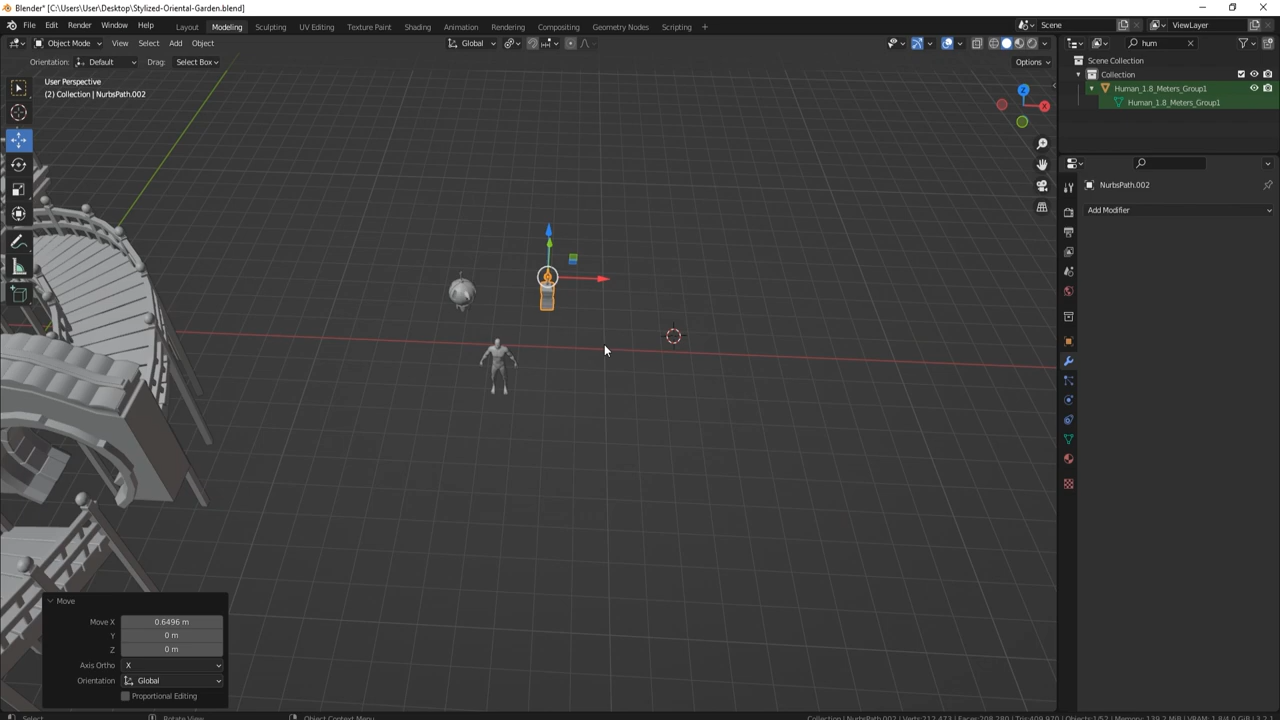 Blender* [C:\Users\User\Desktop\Stylized-Oriental-Garden.blend]
File Edit Render Window Help Layout Modeling Sculpting UV Editing Texture Paint Shading Animation Rendering Compositing Geometry Nodes Scripting + Scene ViewLayer
Object Mode View Select Add Object Global hum
Orientation: Default Drag: Select Box Options
Scene Collection
Collection
Human_1.8_Meters_Group1
Human_1.8_Meters_Group1
User Perspective
(2) Collection | NurbsPath.002
Z
X
NurbsPath.002
Add Modifier
Move
Move X 0.6496 m
Y 0 m
Z 0 m
Axis Ortho X
Orientation Global
Proportional Editing
Select Rotate View Object Context Menu